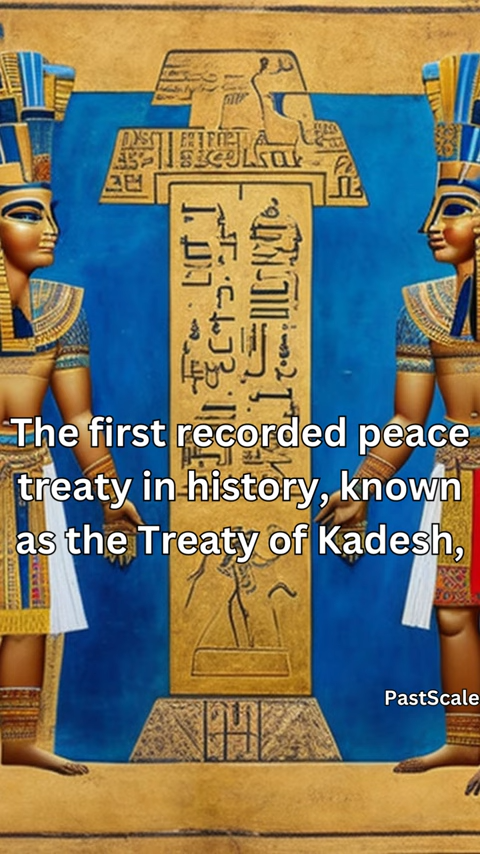 The first recorded peace
treaty in history, known
as the Treaty of Kadesh,
PastScale